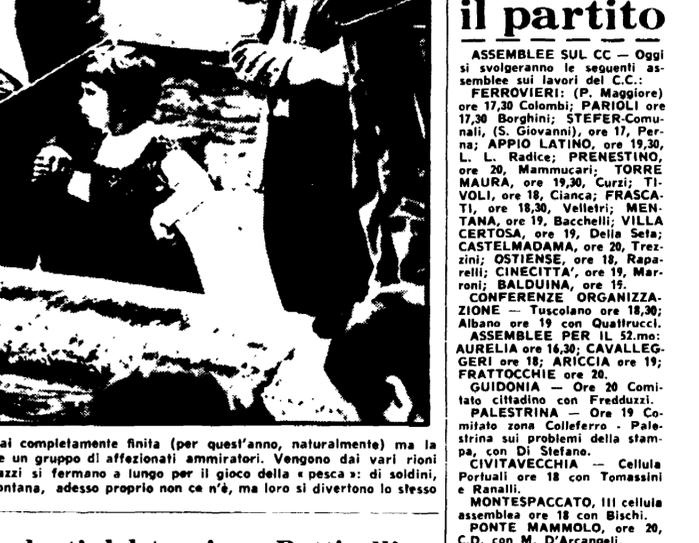 ai completamente finita (per quest'anno, naturalmente) ma la
e un gruppo di affezionati ammiratori. Vengono dai vari rioni
azzi si fermano a lungo per il gioco della « pesca »: di soldini,
ontana, adesso proprio non ce n'è, ma loro si divertono lo stesso
il partito
ASSEMBLEE SUL CC — Oggi
si svolgeranno le seguenti as-
semblee sui lavori del C.C.:
FERROVIERI: (P. Maggiore)
ore 17,30 Colombi; PARIOLI ore
17,30 Borghini; STEFER-Comu-
nali, (S. Giovanni), ore 17, Per-
na; APPIO LATINO, ore 19,30,
L. L. Radice; PRENESTINO,
ore 20, Mammucari; TORRE
MAURA, ore 19,30, Curzi; TI-
VOLI, ore 18, Cianca; FRASCA-
TI, ore 18,30, Velletri; MEN-
TANA, ore 19, Bacchelli; VILLA
CERTOSA, ore 19, Della Seta;
CASTELMADAMA, ore 20, Trez-
zini; OSTIENSE, ore 18, Rapa-
relli; CINECITTA', ore 19, Mar-
roni; BALDUINA, ore 19.
CONFERENZE ORGANIZZA-
ZIONE — Tuscolano ore 18,30;
Albano ore 19 con Quattrucci.
ASSEMBLEE PER IL 52.mo:
AURELIA ore 16,30; CAVALLEG-
GERI ore 18; ARICCIA ore 19;
FRATTOCCHIE ore 20.
GUIDONIA — Ore 20 Comi-
tato cittadino con Fredduzzi.
PALESTRINA — Ore 19 Co-
mitato zona Colleferro - Pale-
strina sui problemi della stam-
pa, con Di Stefano.
CIVITAVECCHIA — Cellula
Portuali ore 18 con Tomassini
e Ranalli.
MONTESPACCATO, III cellula
assemblea ore 18 con Bischi.
PONTE MAMMOLO, ore 20,
C.D. con M. D'Arcangeli.